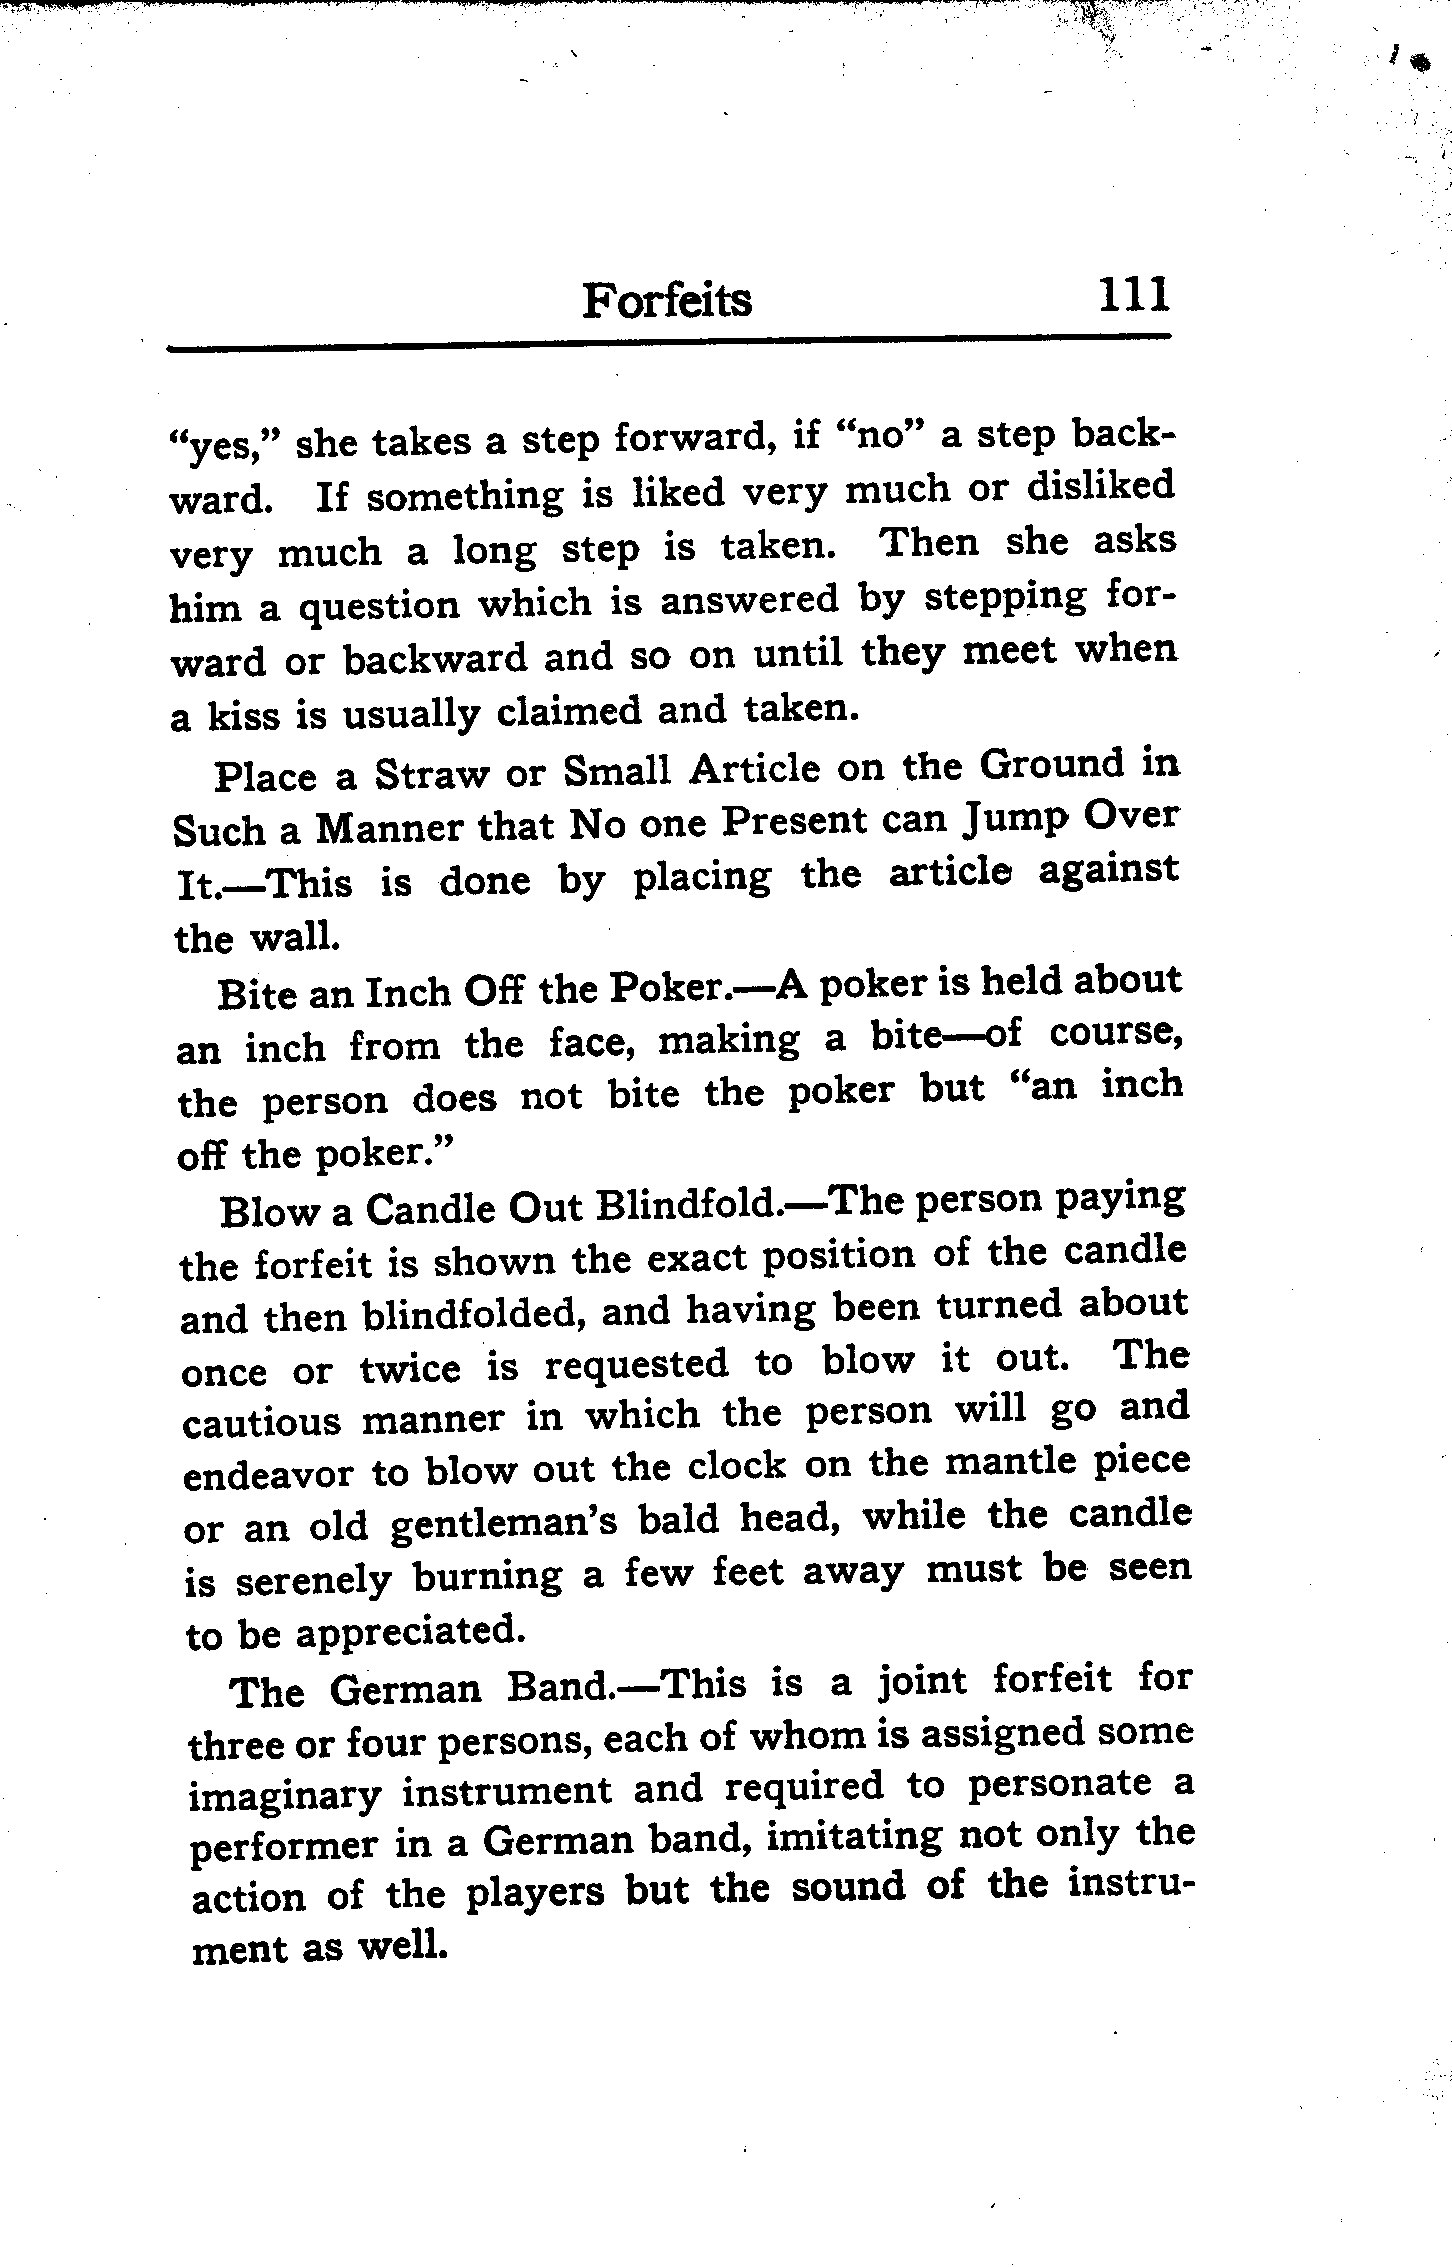 Forfeits 111
“yes,” she takes a step forward, if “no” a step back-
ward. If something is liked very much or disliked
very much a long step is taken. Then she asks
him a question which is answered by stepping for-
ward or backward and so on until they meet when
a kiss is usually claimed and taken.
Place a Straw or Small Article on the Ground in
Such a Manner that No one Present can Jump Over
It.—This is done by placing the article against
the wall.
Bite an Inch Off the Poker.—A poker is held about
an inch from the face, making a bite—of course,
the person does not bite the poker but “an inch
off the poker.”
Blow a Candle Out Blindfold.—The person paying
the forfeit is shown the exact position of the candle
and then blindfolded, and having been turned about
once or twice is requested to blow it out. The
cautious manner in which the person will go and
endeavor to blow out the clock on the mantle piece
or an old gentleman’s bald head, while the candle
is serenely burning a few feet away must be seen
to be appreciated.
The German Band.—This is a joint forfeit for
three or four persons, each of whom is assigned some
imaginary instrument and required to personate a
performer in a German band, imitating not only the
action of the players but the sound of the instru-
ment as well.